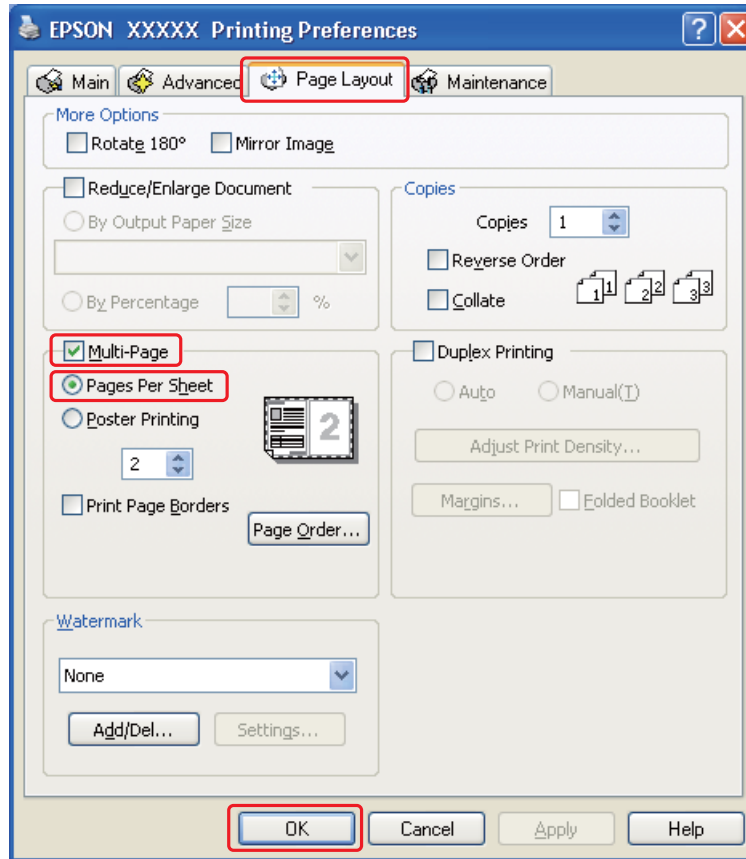 EPSON XXXXX Printing Preferences
?
Main
Advanced
Page Layout
Maintenance
More Options
Rotate 180°
Mirror Image
Reduce/Enlarge Document
By Output Paper Size
By Percentage
%
Copies
Copies
1
Reverse Order
Collate
1 1 2 2 3 3
Multi-Page
Pages Per Sheet
Poster Printing
2
2
Print Page Borders
Page Order...
Duplex Printing
Auto
Manual(T)
Adjust Print Density...
Margins...
Folded Booklet
Watermark
None
Add/Del...
Settings...
OK
Cancel
Apply
Help